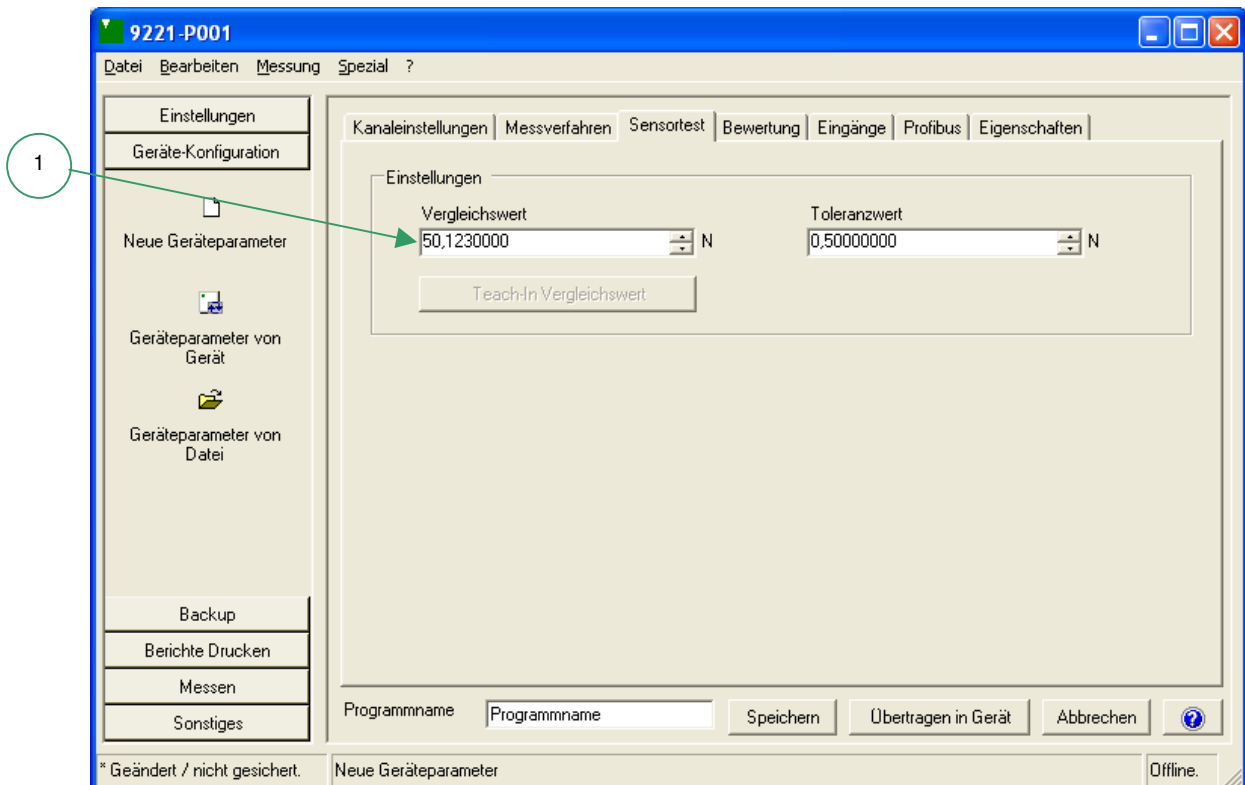 9221-P001
Datei Bearbeiten Messung Spezial ?
Einstellungen
Geräte-Konfiguration
1
Neue Geräteparameter
Geräteparameter von
Gerät
Geräteparameter von
Datei
Backup
Berichte Drucken
Messen
Sonstiges
Kanaleinstellungen Messverfahren Sensortest Bewertung Eingänge Profibus Eigenschaften
Einstellungen
Vergleichswert Toleranzwert
50,1230000 N 0,50000000 N
Teach-In Vergleichswert
Programmname Programmname Speichern Übertragen in Gerät Abbrechen ?
* Geändert / nicht gesichert. Neue Geräteparameter Offline.